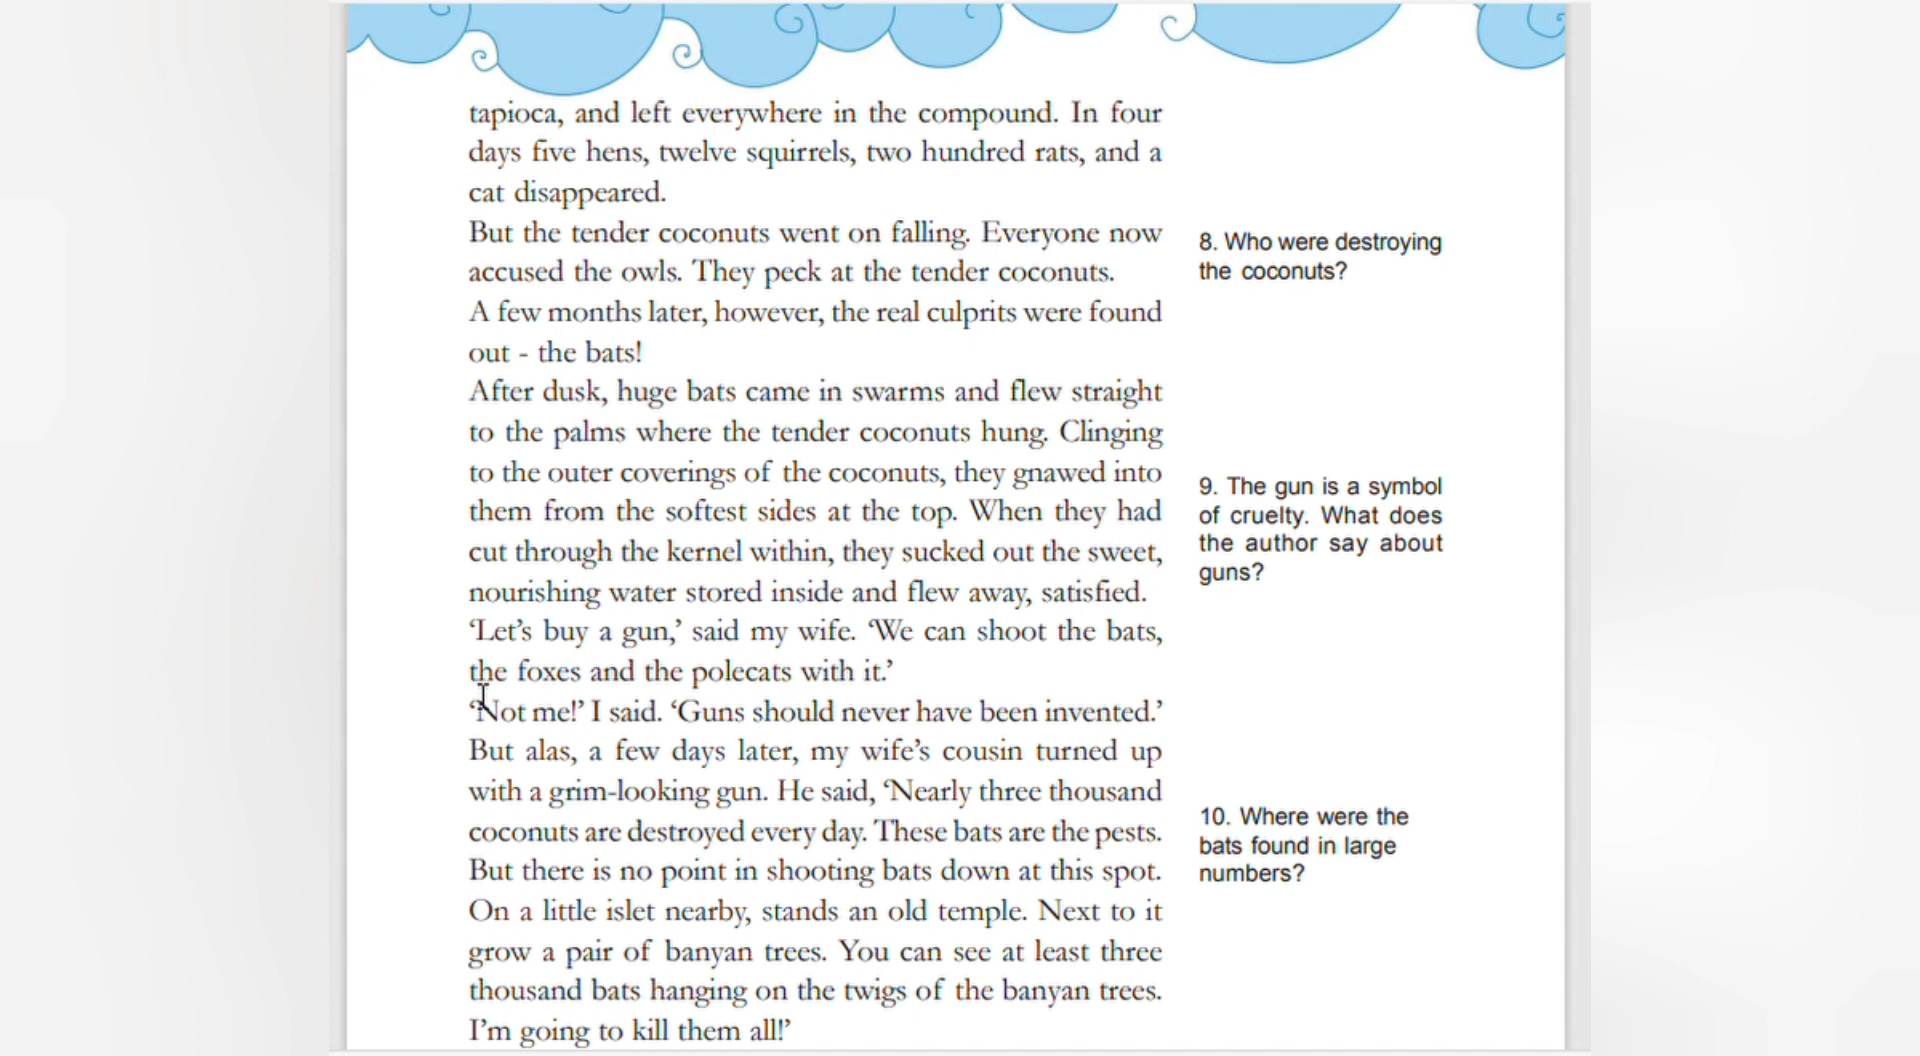 tapioca, and left everywhere in the compound. In four
days five hens, twelve squirrels, two hundred rats, and a
cat disappeared.
But the tender coconuts went on falling. Everyone now
accused the owls. They peck at the tender coconuts.
A few months later, however, the real culprits were found
out - the bats!
After dusk, huge bats came in swarms and flew straight
to the palms where the tender coconuts hung. Clinging
to the outer coverings of the coconuts, they gnawed into
them from the softest sides at the top. When they had
cut through the kernel within, they sucked out the sweet,
nourishing water stored inside and flew away, satisfied.
‘Let’s buy a gun,’ said my wife. ‘We can shoot the bats,
the foxes and the polecats with it.’
‘Not me!’ I said. ‘Guns should never have been invented.’
But alas, a few days later, my wife’s cousin turned up
with a grim-looking gun. He said, ‘Nearly three thousand
coconuts are destroyed every day. These bats are the pests.
But there is no point in shooting bats down at this spot.
On a little islet nearby, stands an old temple. Next to it
grow a pair of banyan trees. You can see at least three
thousand bats hanging on the twigs of the banyan trees.
I’m going to kill them all!’
8. Who were destroying
the coconuts?
9. The gun is a symbol
of cruelty. What does
the author say about
guns?
10. Where were the
bats found in large
numbers?